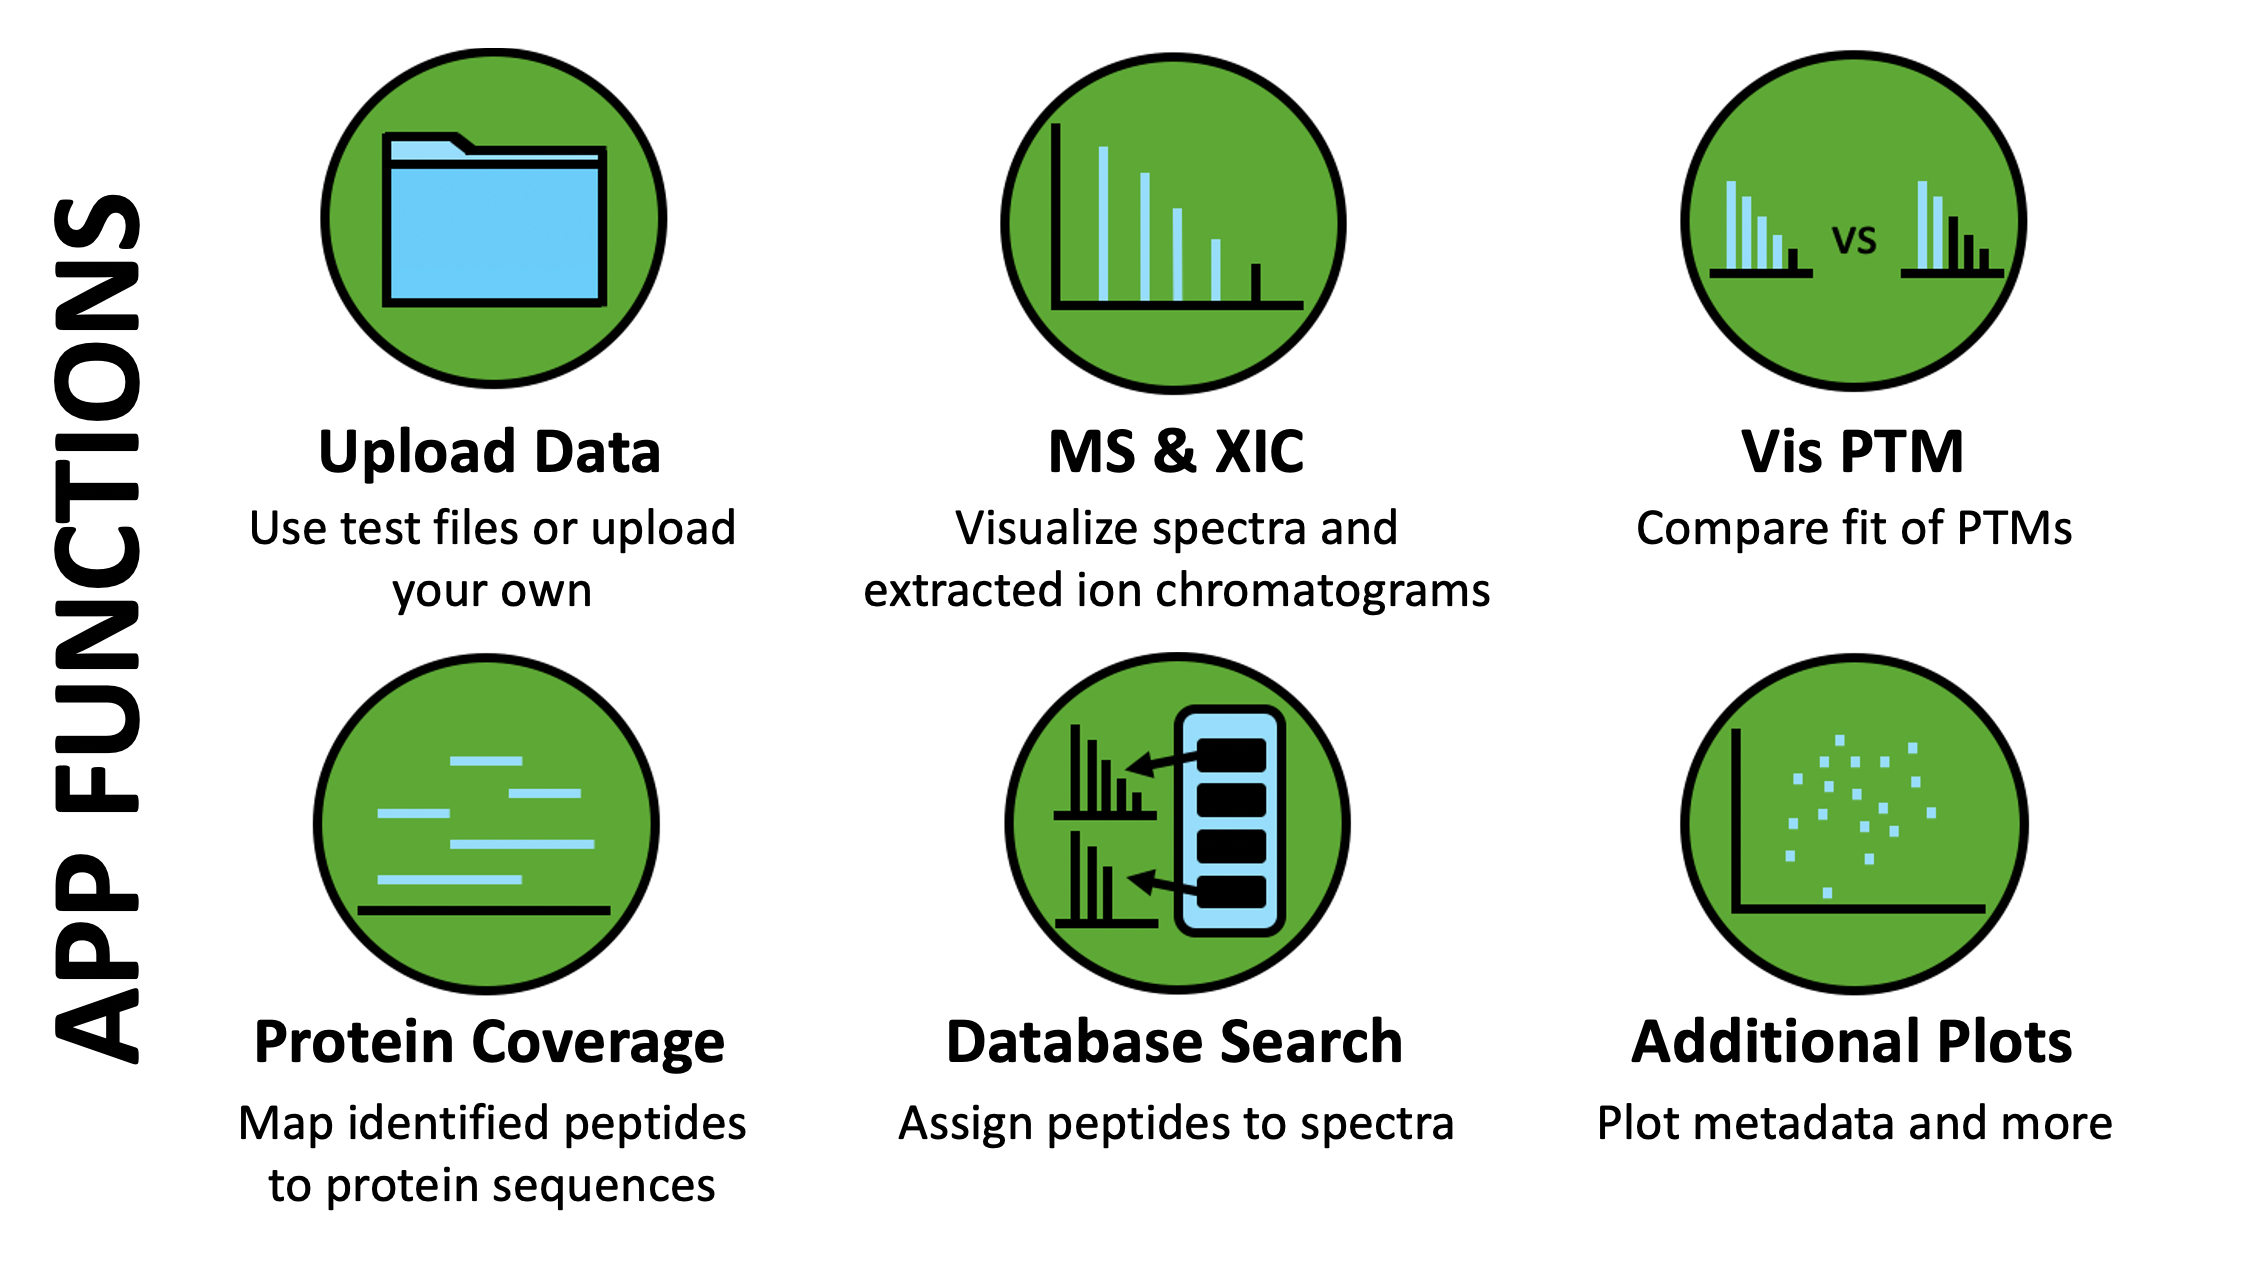 APP FUNCTIONS
Upload Data
Use test files or upload
your own
MS & XIC
Visualize spectra and
extracted ion chromatograms
VS
Vis PTM
Compare fit of PTMs
Protein Coverage
Map identified peptides
to protein sequences
Database Search
Assign peptides to spectra
Additional Plots
Plot metadata and more